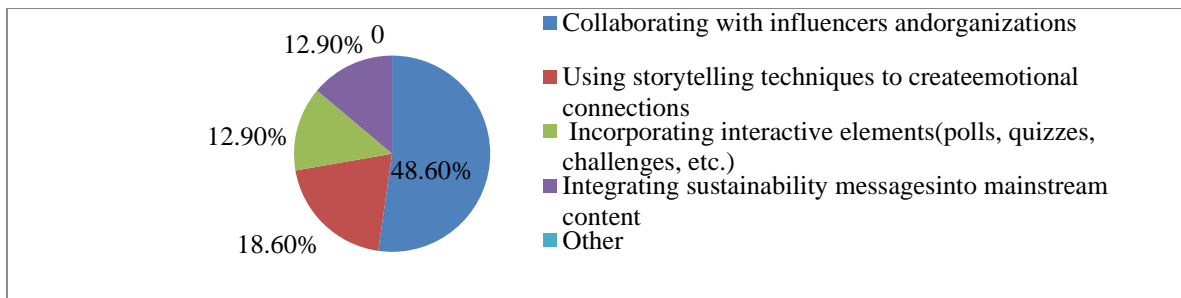 12.90%
0
12.90%
48.60%
18.60%
Collaborating with influencers andorganizations
Using storytelling techniques to createemotional
connections
Incorporating interactive elements(polls, quizzes,
challenges, etc.)
Integrating sustainability messagesinto mainstream
content
Other